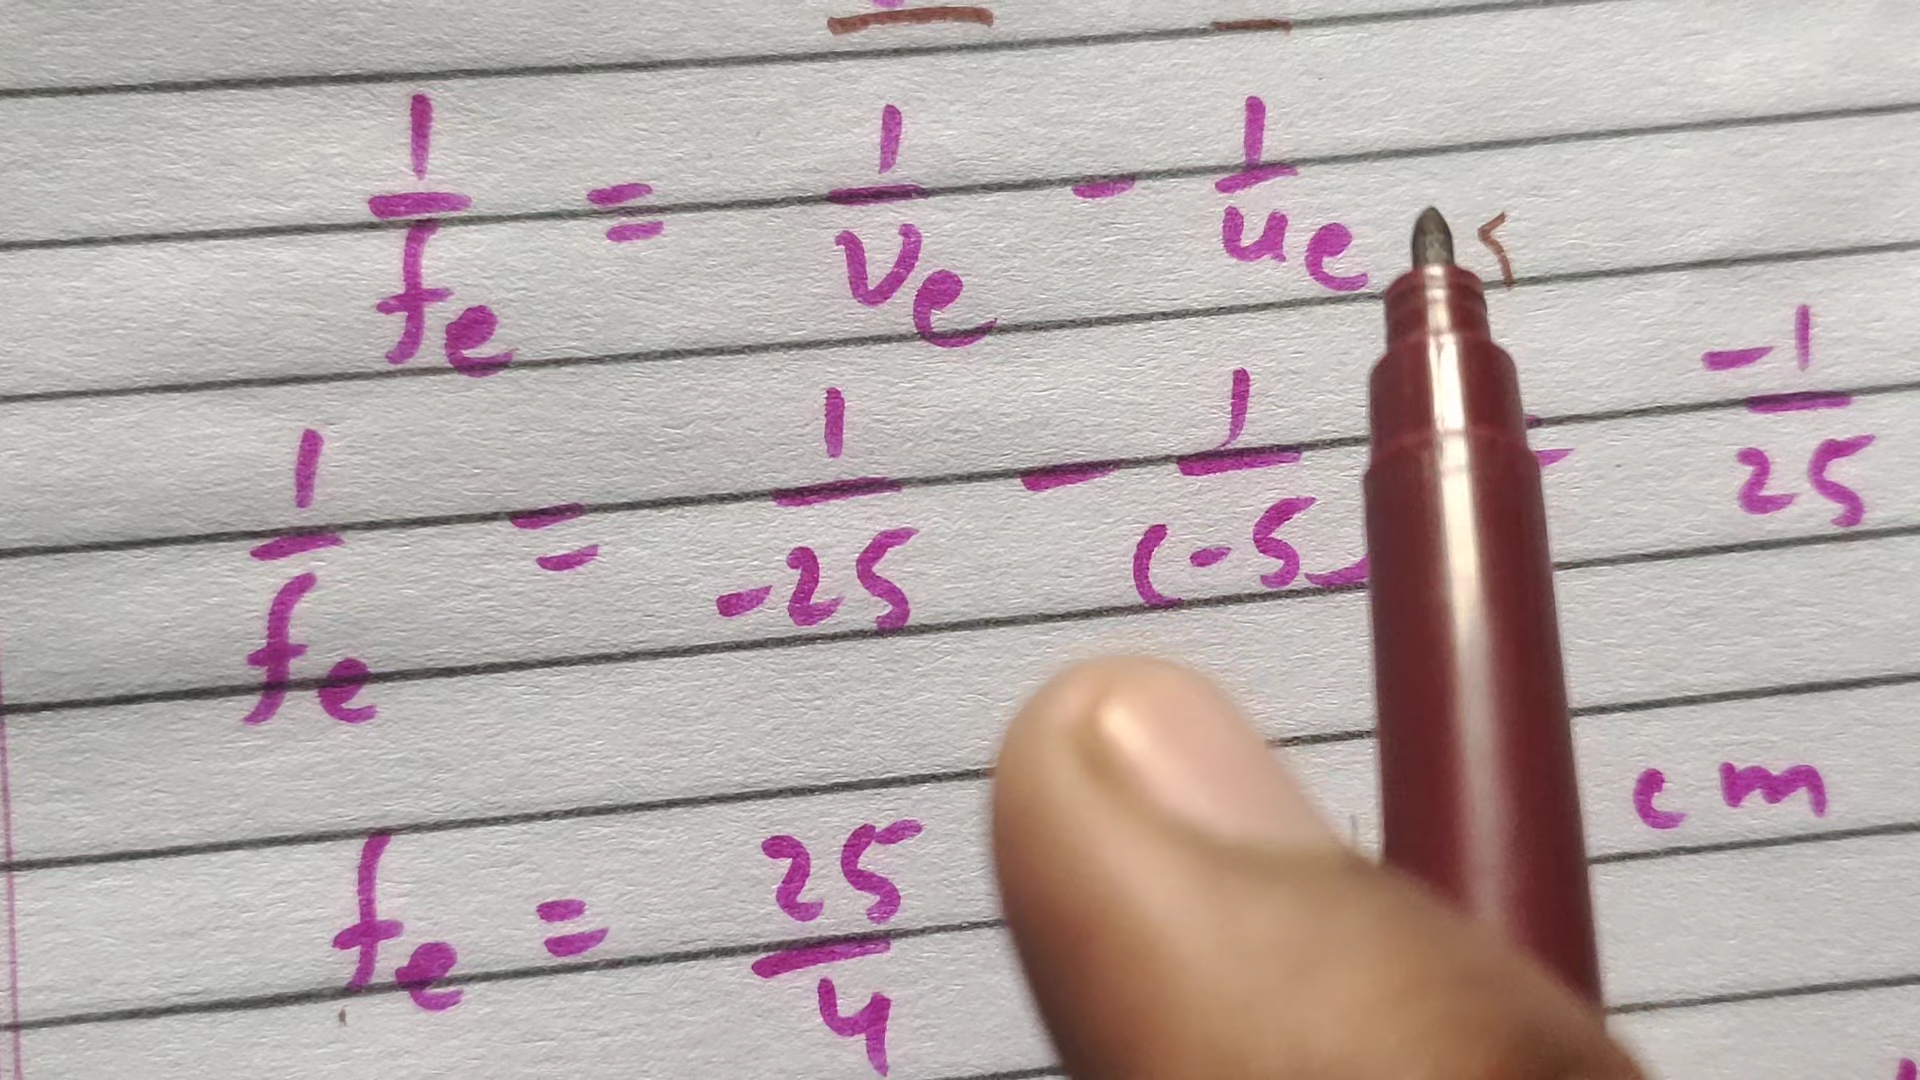 1/fe = 1/ve - 1/ue
1/fe = 1/-25 - 1/(-5) = -1/25
cm
fe = 25/4